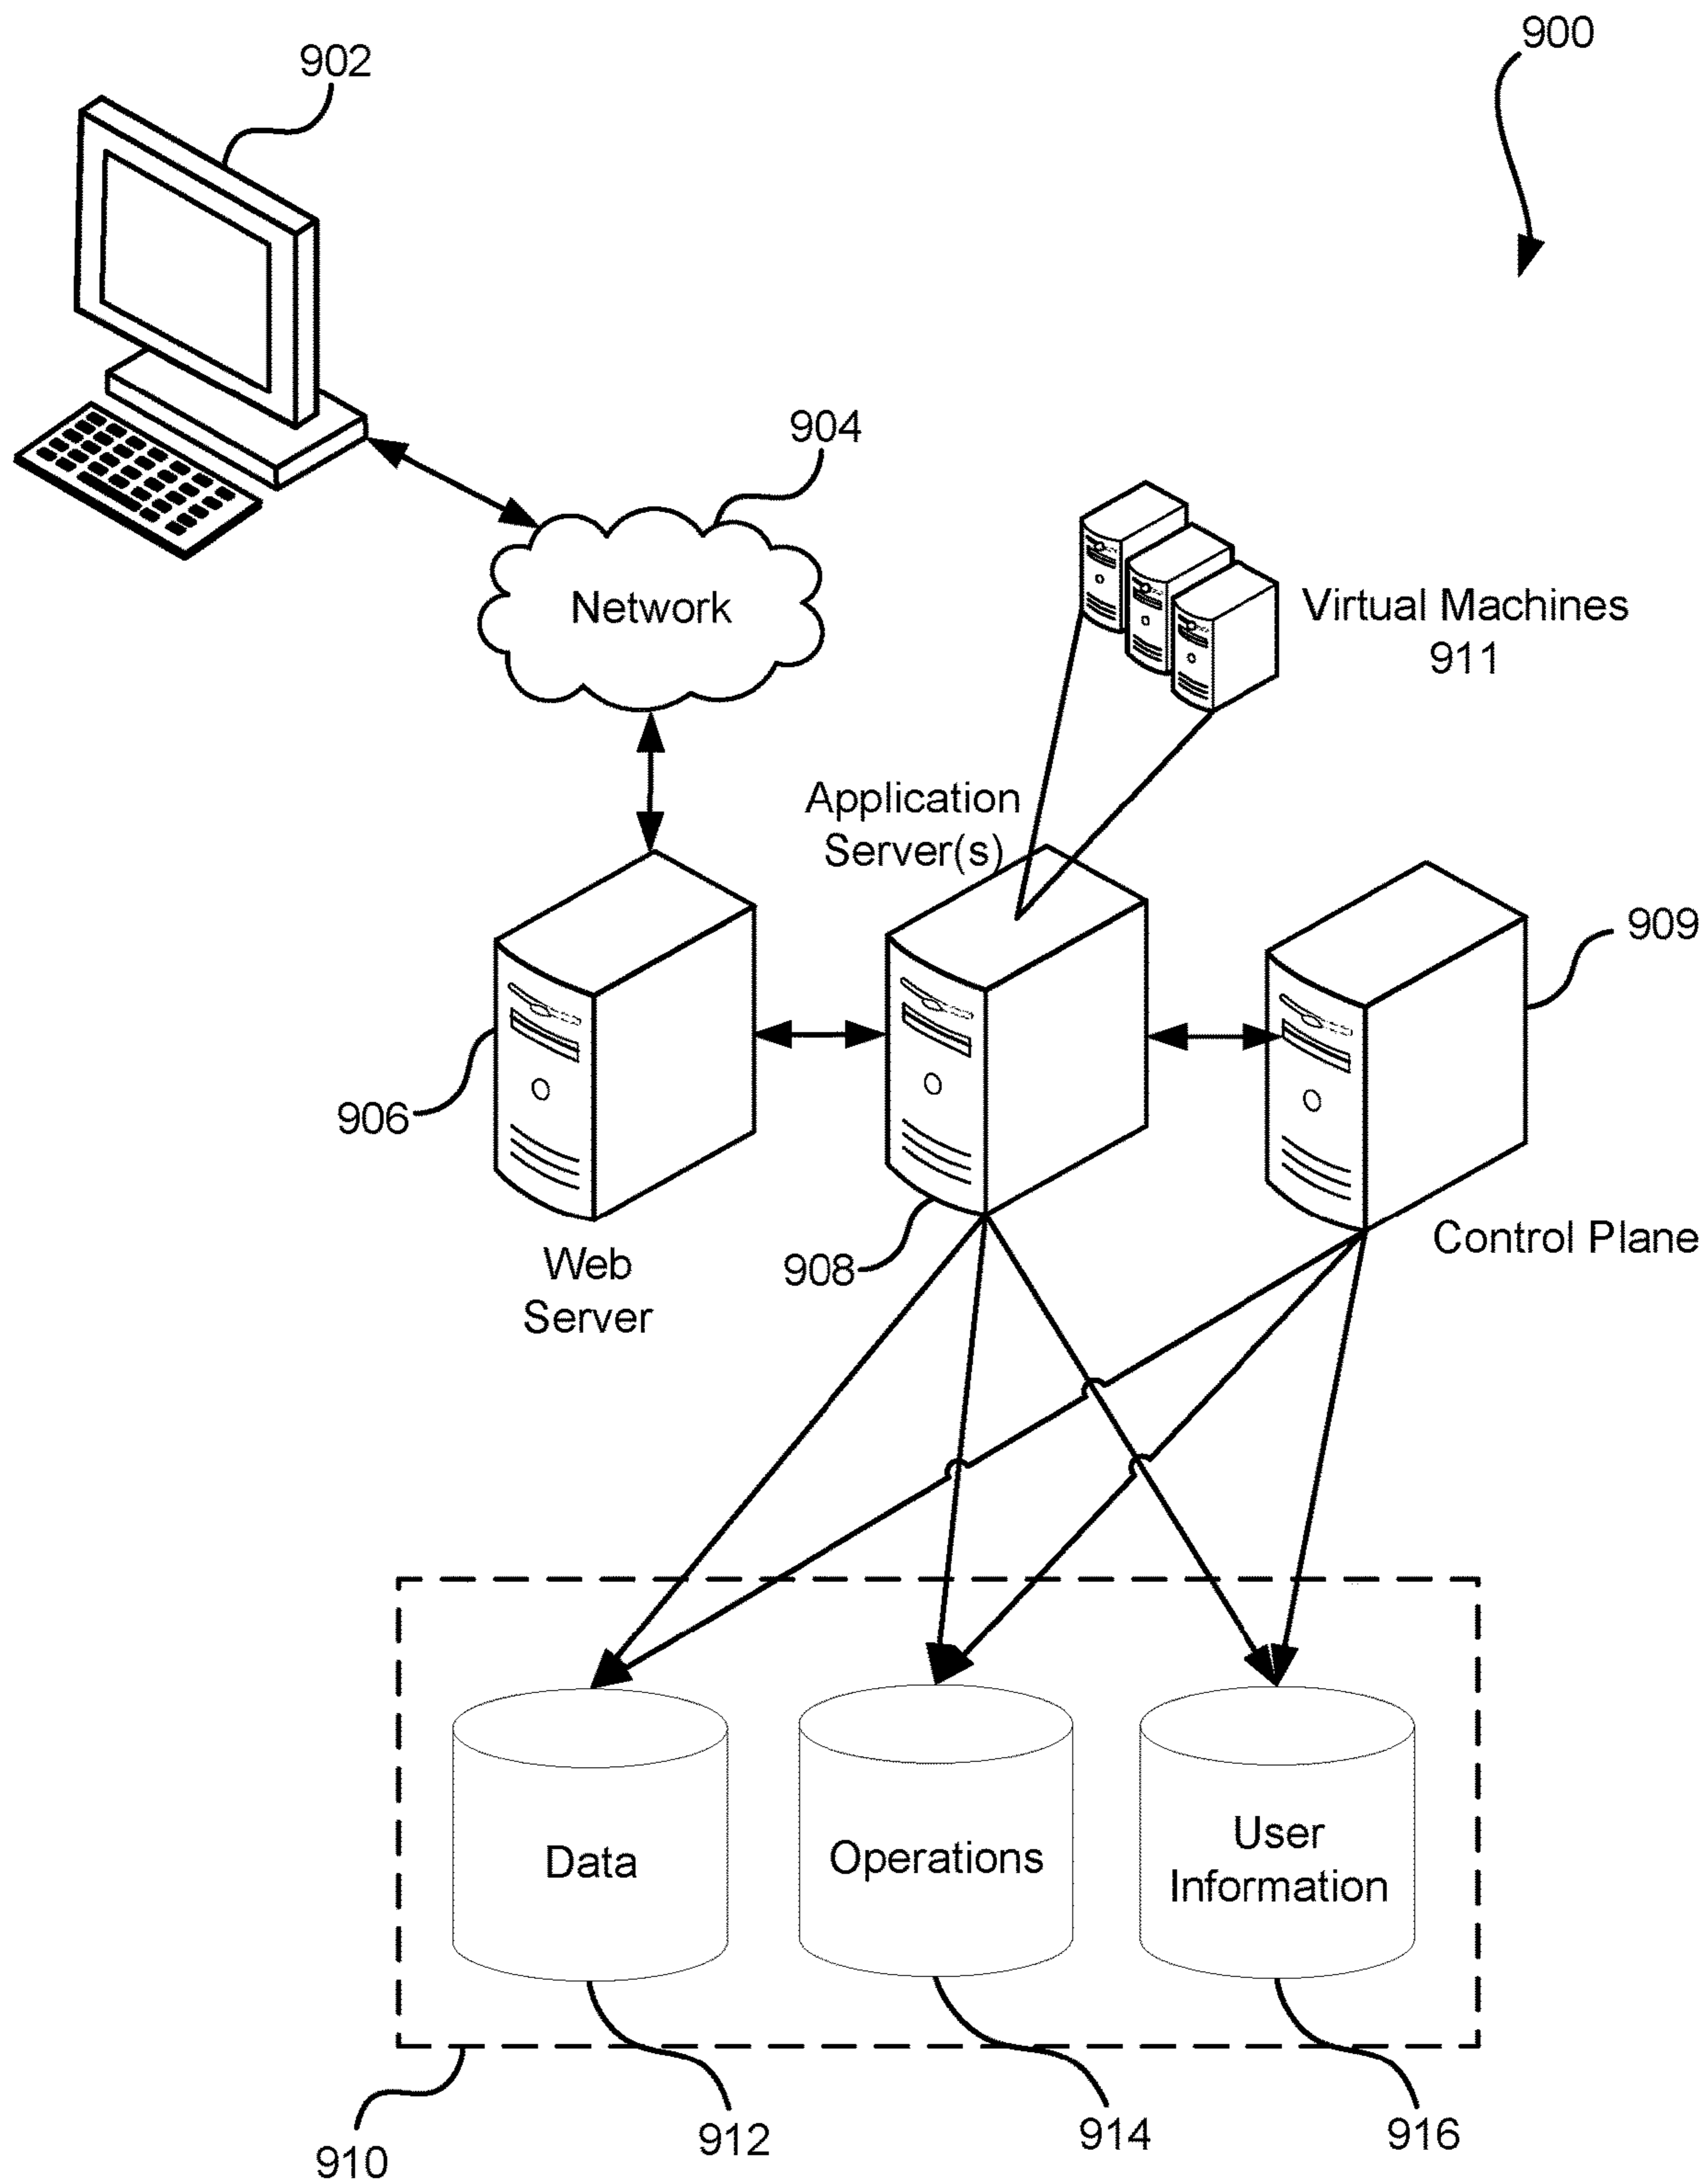 900
902
904
Network
Virtual Machines
911
Application
Server(s)
909
906
908
Control Plane
Web
Server
Data
Operations
User
Information
910
912
914
916